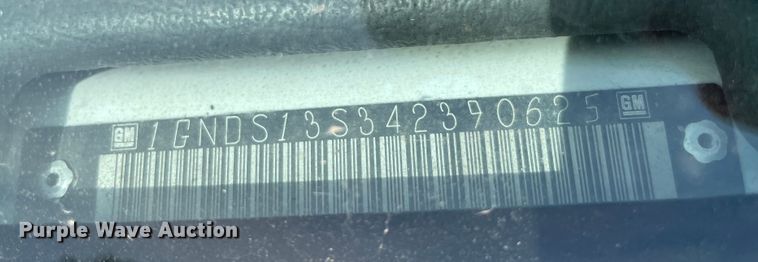 GM 1GNDS13S342390625 GM
Purple Wave Auction